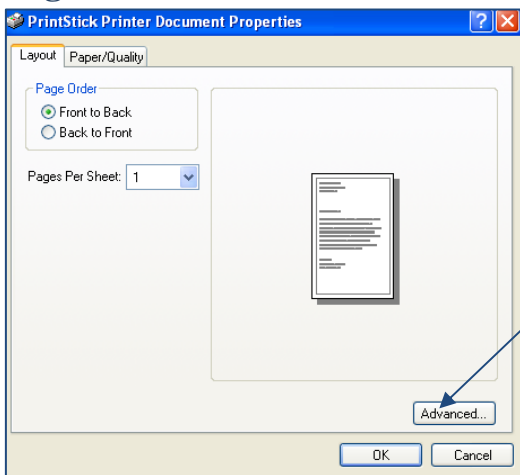 PrintStick Printer Document Properties
Layout Paper/Quality
Page Order
Front to Back
Back to Front
Pages Per Sheet: 1
Advanced...
OK Cancel